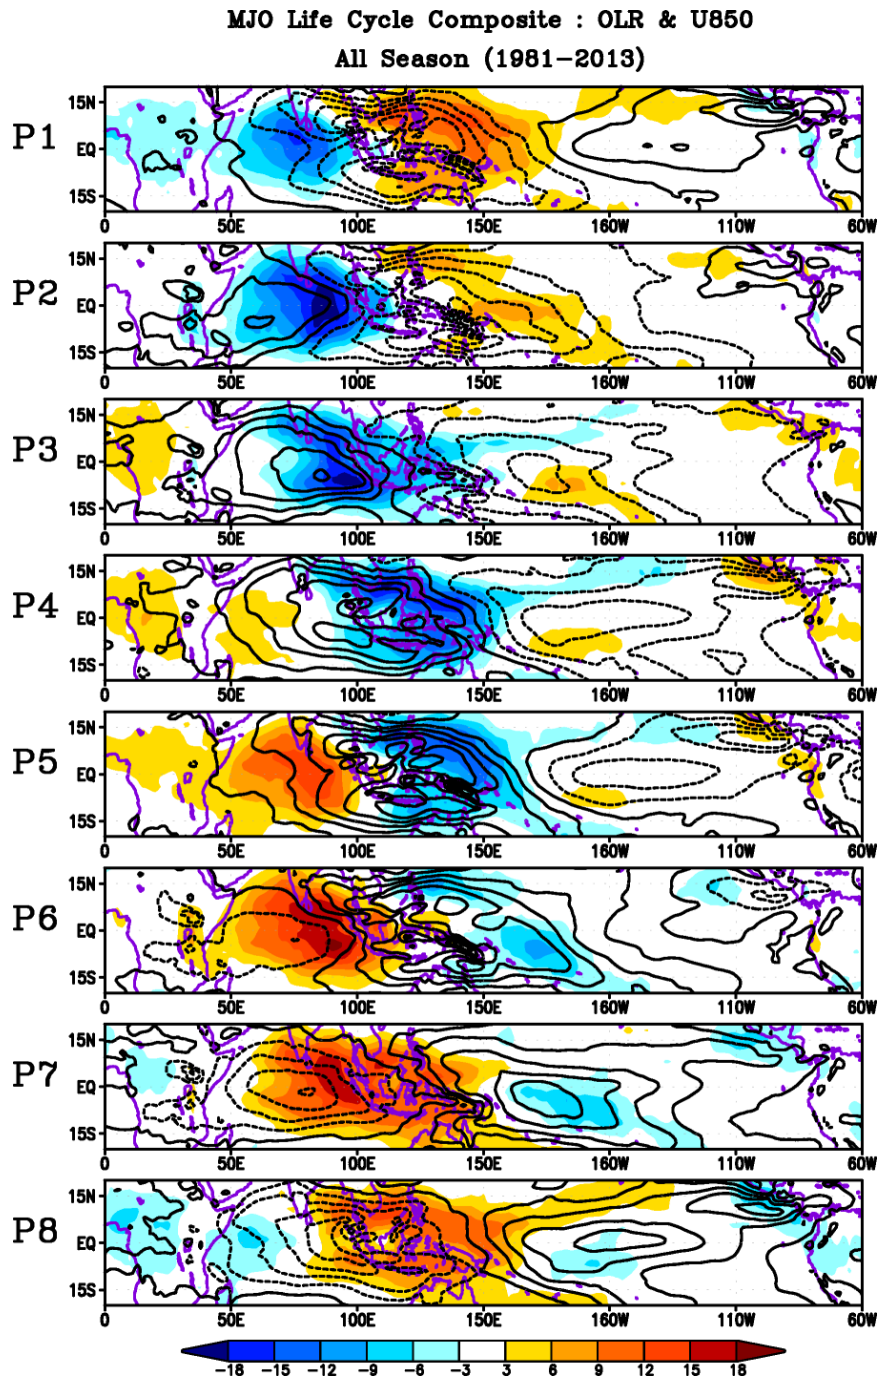 MJO Life Cycle Composite : OLR & U850
All Season (1981−2013)
P1
15N
EQ
15S
0 50E 100E 150E 160W 110W 60W
P2
15N
EQ
15S
0 50E 100E 150E 160W 110W 60W
P3
15N
EQ
15S
0 50E 100E 150E 160W 110W 60W
P4
15N
EQ
15S
0 50E 100E 150E 160W 110W 60W
P5
15N
EQ
15S
0 50E 100E 150E 160W 110W 60W
P6
15N
EQ
15S
0 50E 100E 150E 160W 110W 60W
P7
15N
EQ
15S
0 50E 100E 150E 160W 110W 60W
P8
15N
EQ
15S
0 50E 100E 150E 160W 110W 60W
−18 −15 −12 −9 −6 −3 3 6 9 12 15 18